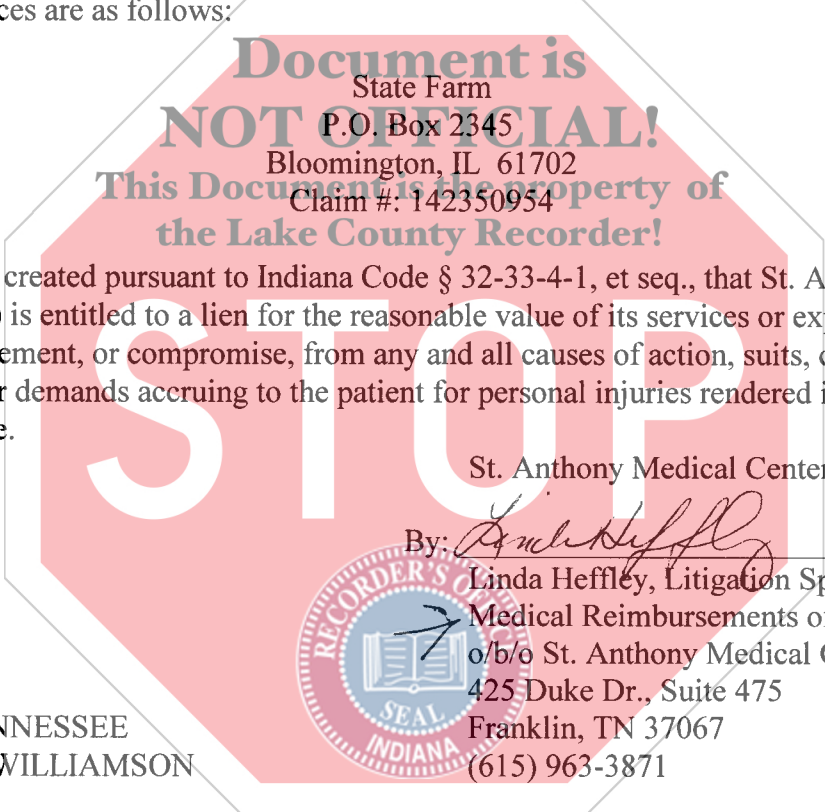 ces are as follows:
Document is
State Farm
NOT OFFICIAL!
P.O. Box 2345
Bloomington, IL 61702
This Document is the property of
Claim #: 142350954
the Lake County Recorder!
created pursuant to Indiana Code § 32-33-4-1, et seq., that St. A
is entitled to a lien for the reasonable value of its services or ex
ement, or compromise, from any and all causes of action, suits, c
r demands accruing to the patient for personal injuries rendered i
e.
STOP
St. Anthony Medical Center
By: Linda Heffley
Linda Heffley, Litigation Sp
Medical Reimbursements o
o/b/o St. Anthony Medical C
425 Duke Dr., Suite 475
Franklin, TN 37067
(615) 963-3871
RECORDER'S OFFIC
SEAL
INDIANA
NNESSEE
WILLIAMSON